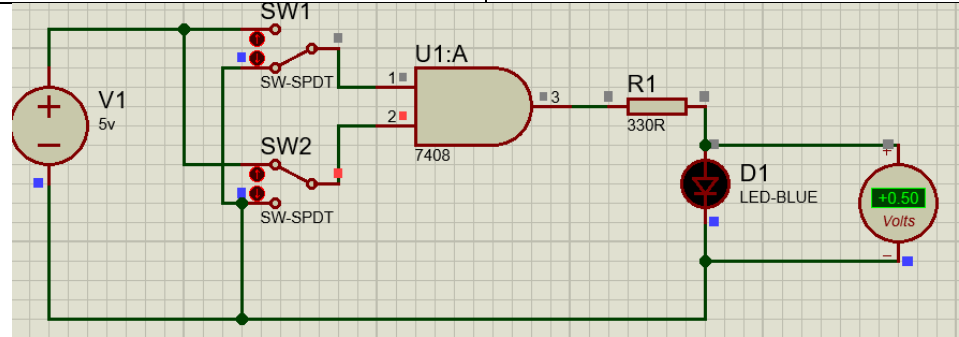 SW1
SW-SPDT
V1
5v
U1:A
1
2
3
7408
R1
330R
SW2
SW-SPDT
D1
LED-BLUE
+0.50
Volts